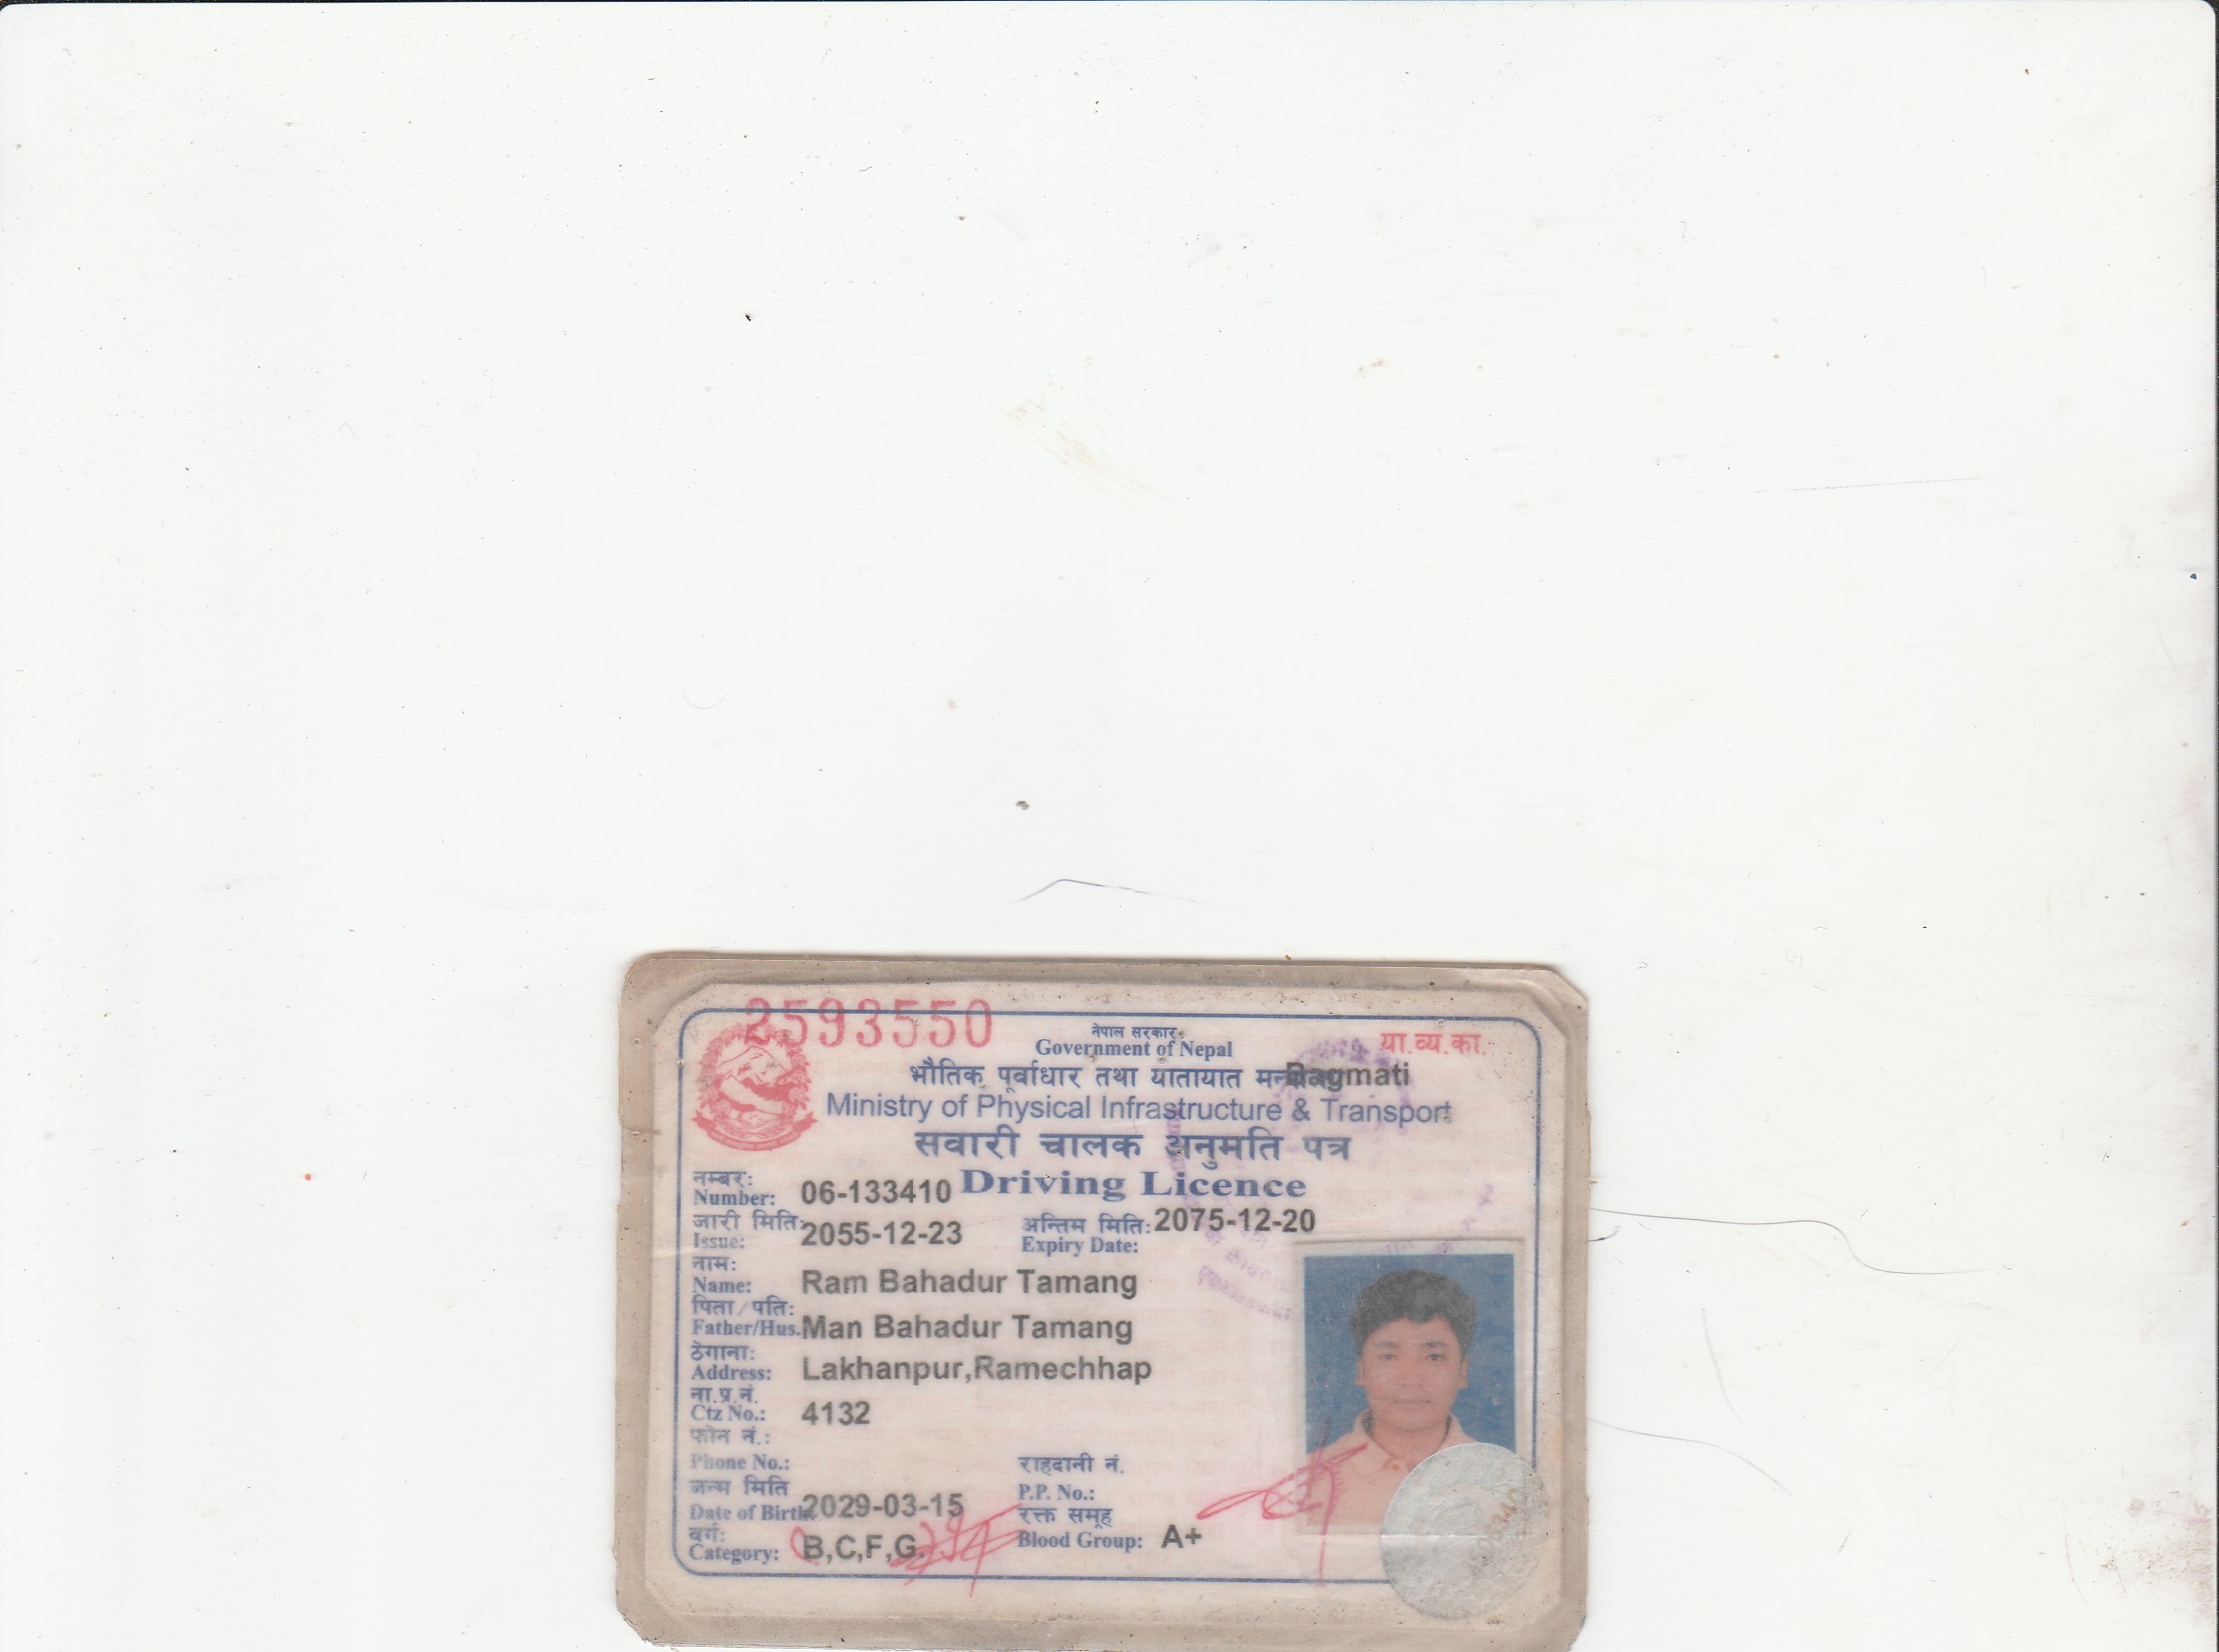 2593550
नेपाल सरकार
Government of Nepal
या.व्य.का.
भौतिक पूर्वाधार तथा यातायात Bagmati
Ministry of Physical Infrastructure & Transport
सवारी चालक अनुमति पत्र
Driving Licence
नम्बर:
Number: 06-133410
जारी मिति: 2055-12-23 अन्तिम मिति: 2075-12-20
Issue: Expiry Date:
नाम:
Name: Ram Bahadur Tamang
पिता/पति:
Father/Hus. Man Bahadur Tamang
ठेगाना:
Address: Lakhanpur,Ramechhap
ना.प्र.नं.
Ctz No.: 4132
फोन नं.:
Phone No.: राहदानी नं.
P.P. No.:
जन्म मिति
Date of Birth: 2029-03-15 रक्त समूह
वर्ग: Blood Group: A+
Category: B,C,F,G.